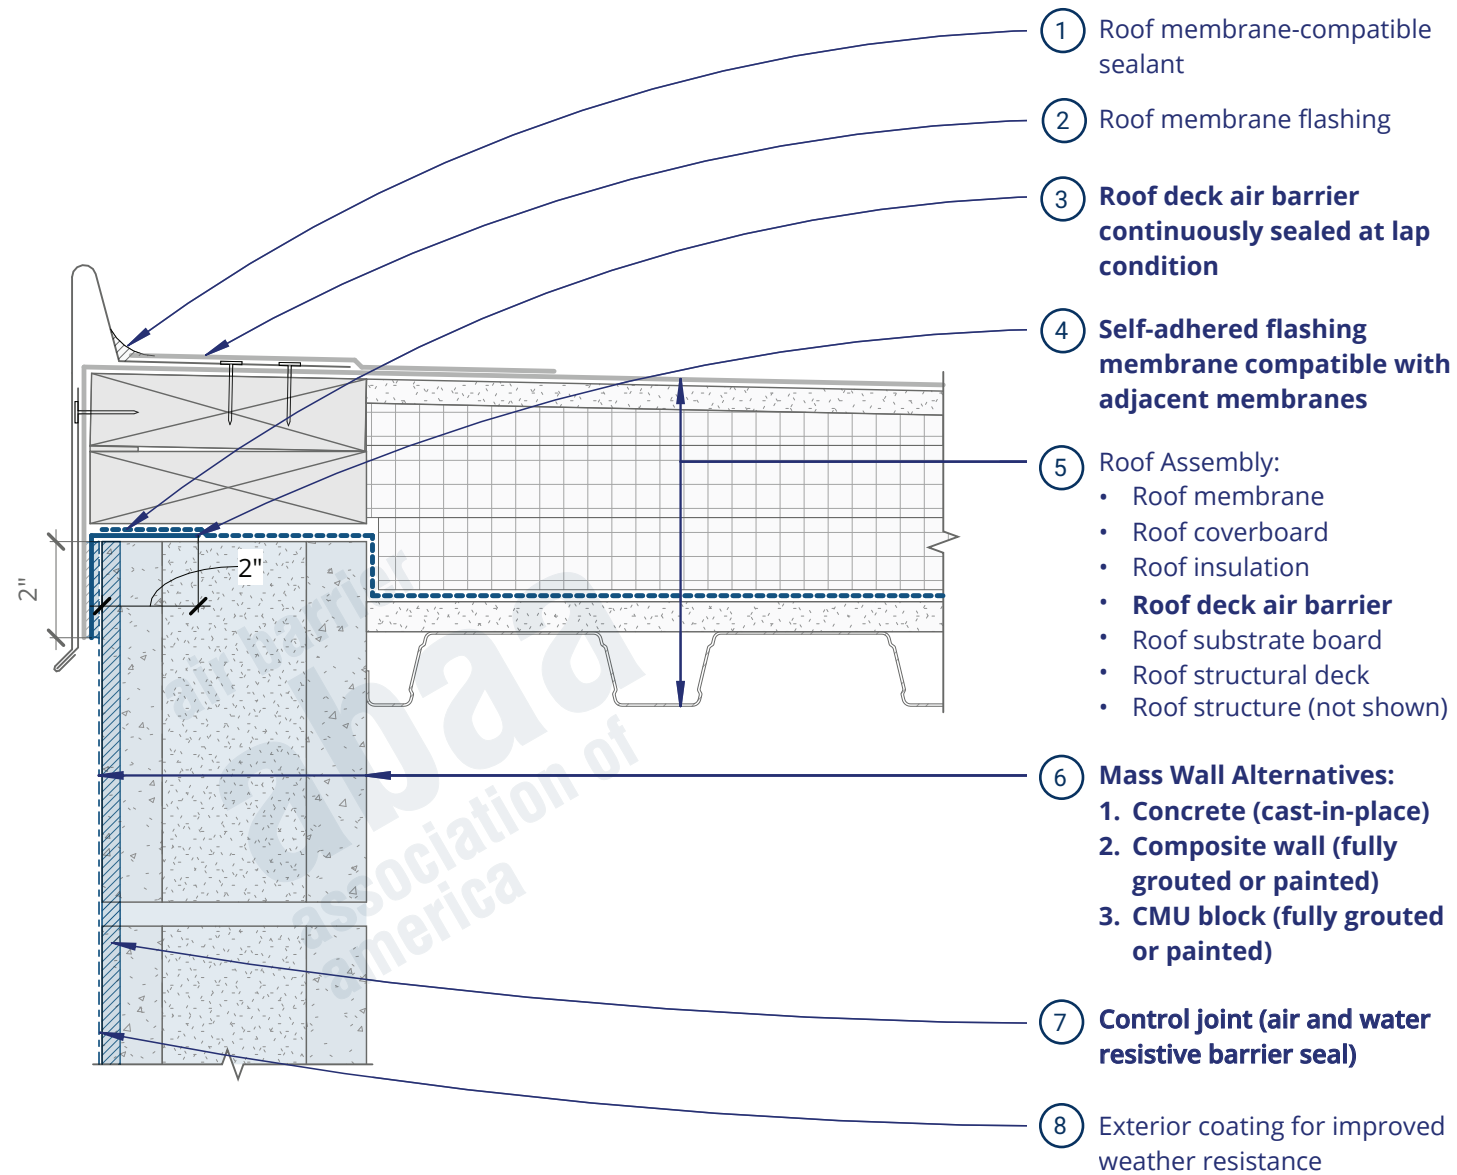 1 Roof membrane-compatible
sealant
2 Roof membrane flashing
3 Roof deck air barrier
continuously sealed at lap
condition
4 Self-adhered flashing
membrane compatible with
adjacent membranes
5 Roof Assembly:
• Roof membrane
• Roof coverboard
• Roof insulation
• Roof deck air barrier
• Roof substrate board
• Roof structural deck
• Roof structure (not shown)
6 Mass Wall Alternatives:
1. Concrete (cast-in-place)
2. Composite wall (fully
grouted or painted)
3. CMU block (fully grouted
or painted)
7 Control joint (air and water
resistive barrier seal)
8 Exterior coating for improved
weather resistance
2"
2"
air barrier
abaa
association of
america